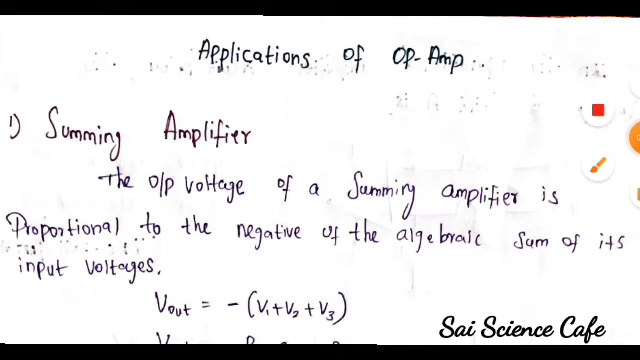 Applications of OP-Amp
1) Summing Amplifier
The o/p voltage of a summing amplifier is
Proportional to the negative of the algebraic sum of its
input voltages.
Vout = - (V1+V2+V3)
Sai Science Cafe